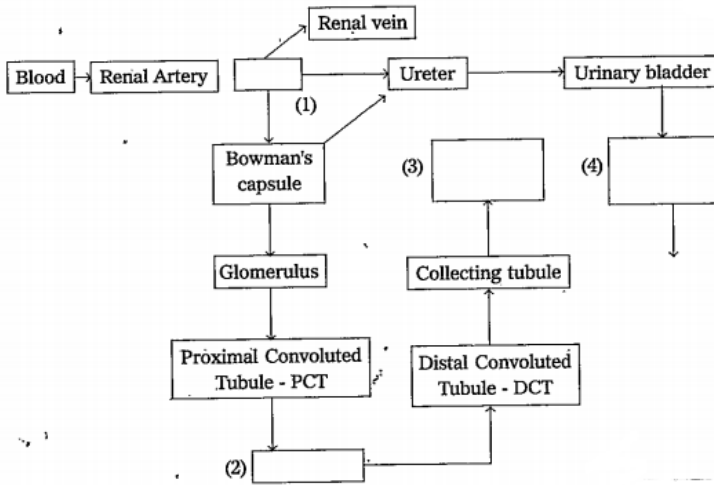 Renal vein
Blood
Renal Artery
(1)
Ureter
Urinary bladder
Bowman's
capsule
(3)
(4)
Glomerulus
Collecting tubule
Proximal Convoluted
Tubule - PCT
Distal Convoluted
Tubule - DCT
(2)